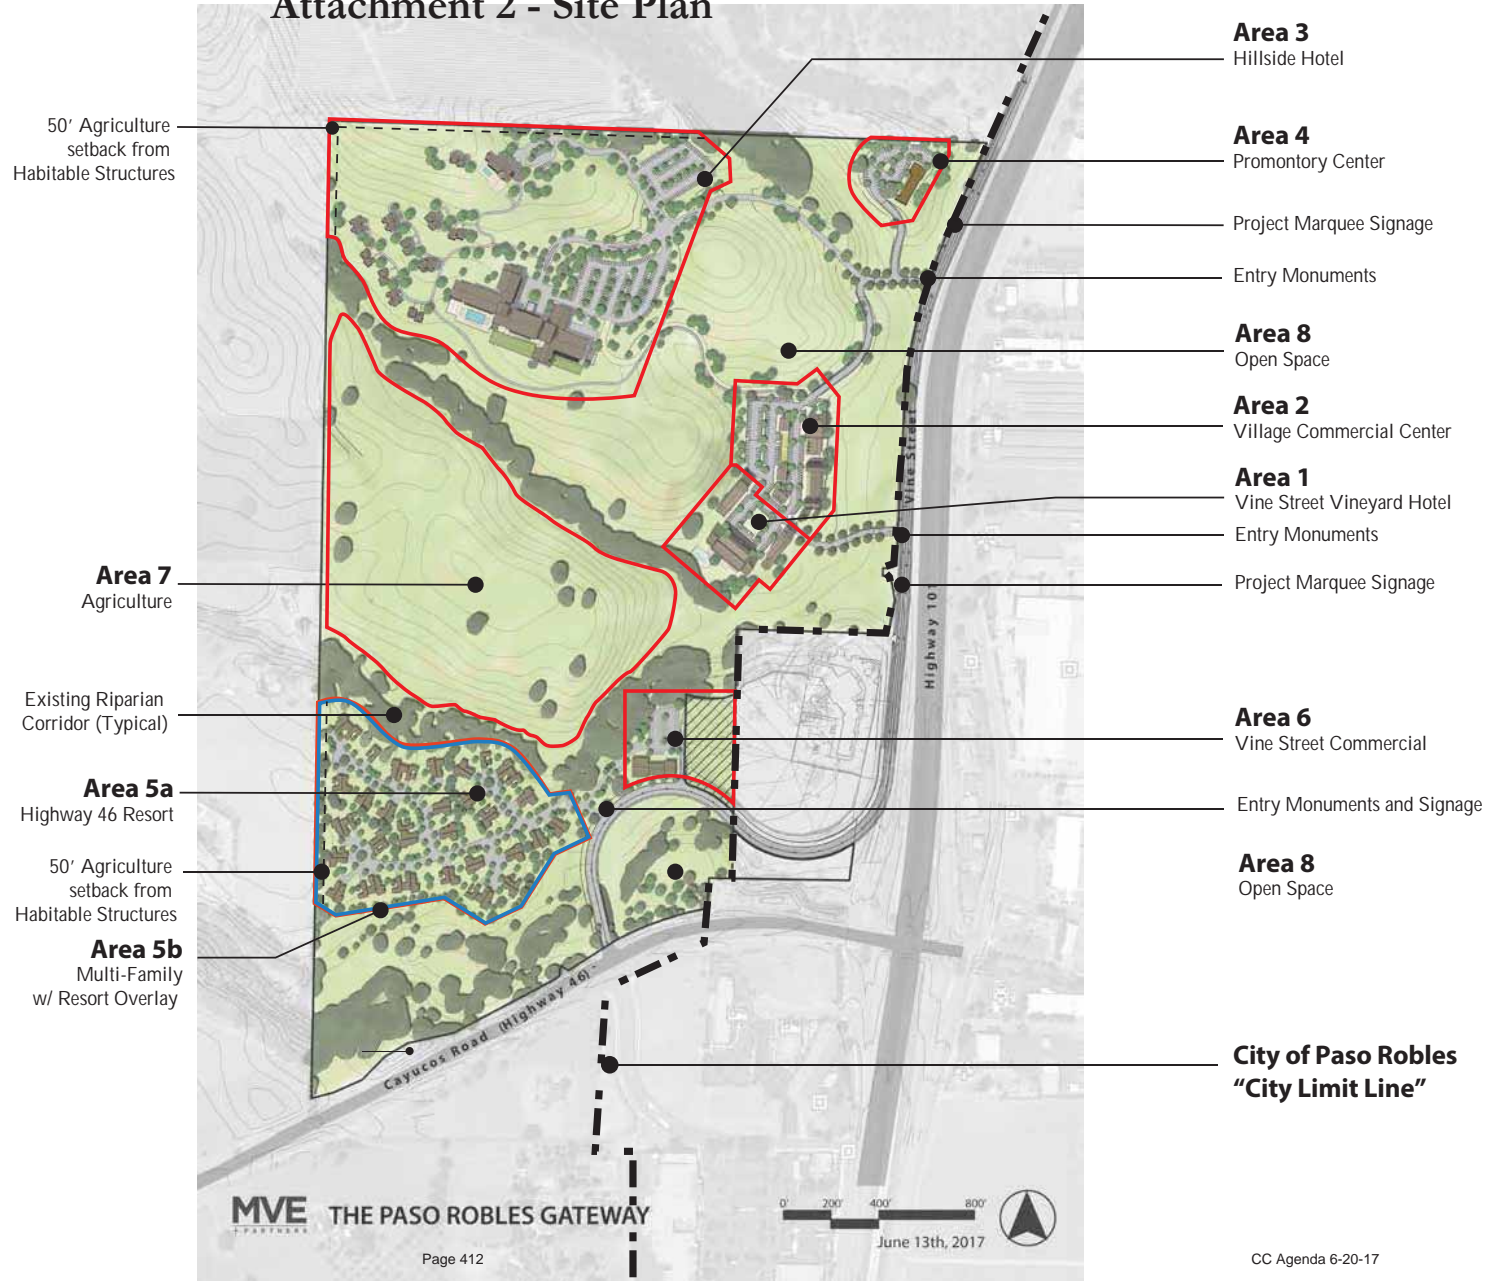 Attachment 2 - Site Plan
Area 3
Hillside Hotel
50' Agriculture
setback from
Habitable Structures
Area 4
Promontory Center
Project Marquee Signage
Entry Monuments
Area 8
Open Space
Area 2
Village Commercial Center
Area 1
Vine Street Vineyard Hotel
Entry Monuments
Project Marquee Signage
Vine Street
Highway 101
Area 7
Agriculture
Existing Riparian
Corridor (Typical)
Area 6
Vine Street Commercial
Area 5a
Highway 46 Resort
Entry Monuments and Signage
50' Agriculture
setback from
Habitable Structures
Area 8
Open Space
Area 5b
Multi-Family
w/ Resort Overlay
Cayucos Road (Highway 46)
City of Paso Robles
“City Limit Line”
MVE
+ PARTNERS
THE PASO ROBLES GATEWAY
0' 200' 400' 800'
June 13th, 2017
Page 412
CC Agenda 6-20-17